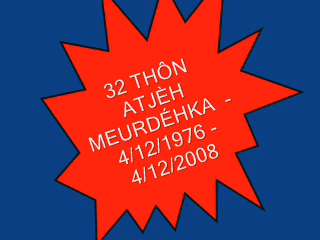 32 THÔN
ATJÈH
MEURDÉHKA -
4/12/1976 -
4/12/2008